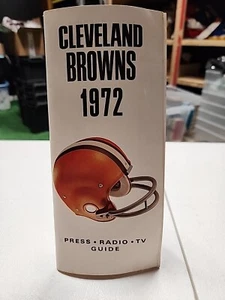 CLEVELAND
BROWNS
1972
PRESS • RADIO • TV
GUIDE